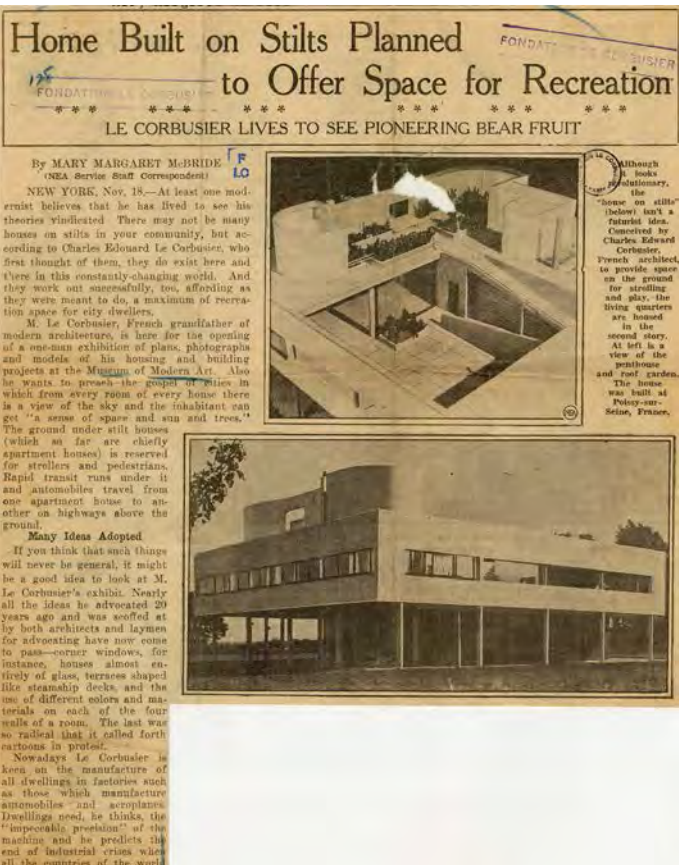 Home Built on Stilts Planned
to Offer Space for Recreation
* * * * * * * * * * * * * * * * * *
LE CORBUSIER LIVES TO SEE PIONEERING BEAR FRUIT
128
FONDATION LE CORBUSIER
FONDATION LE CORBUSIER
F
LC
By MARY MARGARET McBRIDE
(NEA Service Staff Correspondent)
NEW YORK, Nov. 18.—At least one mod-
ernist believes that he has lived to see his
theories vindicated There may not be many
houses on stilts in your community, but ac-
cording to Charles Edouard Le Corbusier, who
first thought of them, they do exist here and
there in this constantly-changing world. And
they work out successfully, too, affording as
they were meant to do, a maximum of recrea-
tion space for city dwellers.
M. Le Corbusier, French grandfather of
modern architecture, is here for the opening
of a one-man exhibition of plans, photographs
and models of his housing and building
projects at the Museum of Modern Art. Also
he wants to preach the gospel of cities in
which from every room of every house there
is a view of the sky and the inhabitant can
get "a sense of space and sun and trees."
The ground under stilt houses
(which so far are chiefly
apartment houses) is reserved
for strollers and pedestrians.
Rapid transit runs under it
and automobiles travel from
one apartment house to an-
other on highways above the
ground.
Many Ideas Adopted
If you think that such things
will never be general, it might
be a good idea to look at M.
Le Corbusier's exhibit. Nearly
all the ideas he advocated 20
years ago and was scoffed at
by both architects and laymen
for advocating have now come
to pass—corner windows, for
instance, houses almost en-
tirely of glass, terraces shaped
like steamship decks, and the
use of different colors and ma-
terials on each of the four
walls of a room. The last was
so radical that it called forth
cartoons in protest.
Nowadays Le Corbusier is
keen on the manufacture of
all dwellings in factories such
as those which manufacture
automobiles and aeroplanes.
Dwellings need, he thinks, the
"impeccable precision" of the
machine and he predicts the
end of industrial crises when
all the countries of the world
Although
it looks
revolutionary,
the
"house on stilts"
(below) isn't a
futurist idea.
Conceived by
Charles Edward
Corbusier,
French architect,
to provide space
on the ground
for strolling
and play, the
living quarters
are housed
in the
second story.
At left is a
view of the
penthouse
and roof garden.
The house
was built at
Poissy-sur-
Seine, France.